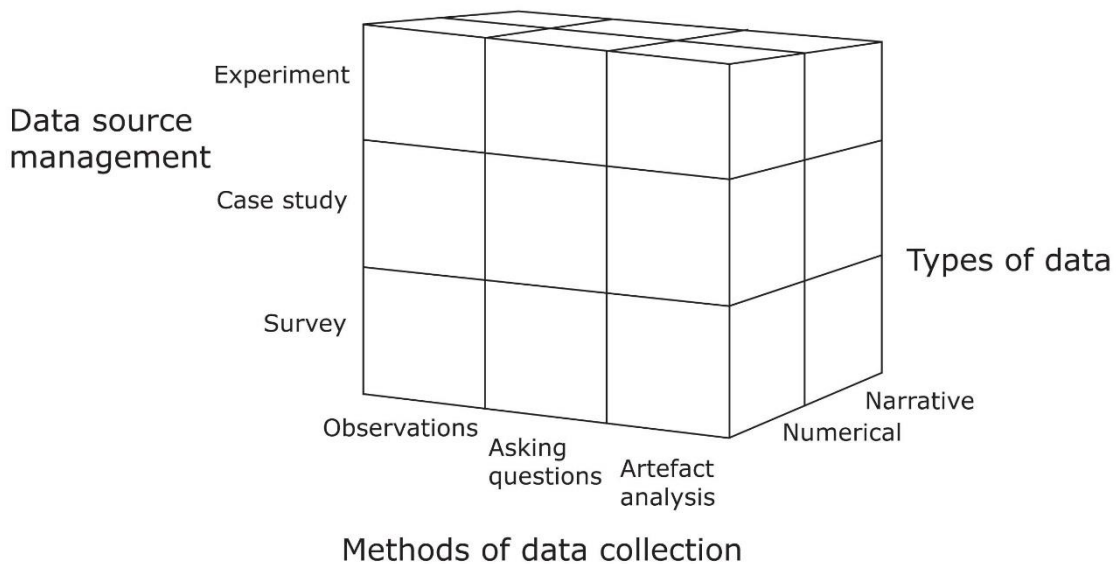 Experiment
Data source
management
Case study
Types of data
Survey
Narrative
Observations
Numerical
Asking
questions
Artefact
analysis
Methods of data collection